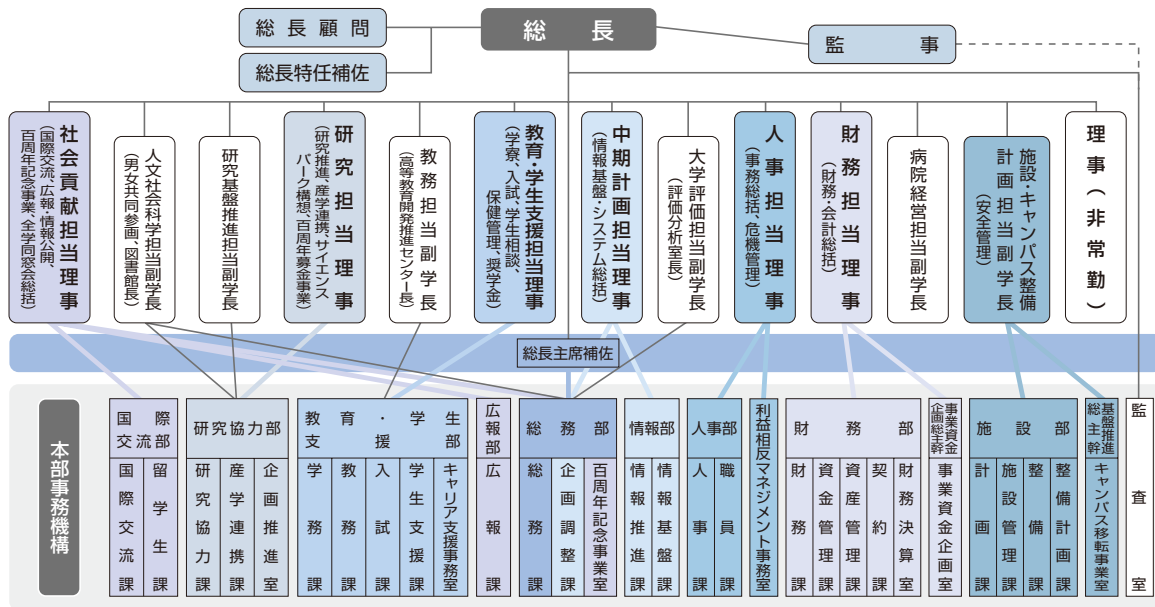 総長
総長顧問
総長特任補佐
監事
社会貢献担当理事
(国際交流、広報・情報公開、
百周年記念事業、全学同窓会総括)
人文社会科学担当副学長
(男女共同参画、図書館長)
研究基盤推進担当副学長
研究担当理事
(研究推進、産学連携、サイエンス
パーク構想、百周年募金事業)
教務担当副学長
(高等教育開発推進センター長)
教育・学生支援担当理事
(学寮、入試、学生相談、
保健管理、奨学金)
中期計画担当理事
(情報基盤・システム総括)
大学評価担当副学長
(評価分析室長)
人事担当理事
(事務総括、危機管理)
財務担当理事
(財務・会計総括)
病院経営担当副学長
施設・キャンパス整備
計画担当副学長
(安全管理)
理事(非常勤)
総長主席補佐
本部事務機構
国際
交流部
国際交流課
留学生課
研究協力部
研究協力課
産学連携課
企画推進室
教育・学生
支援部
学務課
教務課
入試課
学生支援課
キャリア支援事務室
広報部
広報課
総務部
総務課
企画調整課
百周年記念事業室
情報部
情報推進課
情報基盤課
人事部
人事課
職員課
利益相反マネジメント事務室
財務部
財務課
資金管理課
資産管理課
契約課
財務決算室
事業資金
企画総主幹
事業資金企画室
施設部
計画課
施設管理課
整備課
整備計画室
基盤推進
総主幹
キャンパス移転事業室
監査室